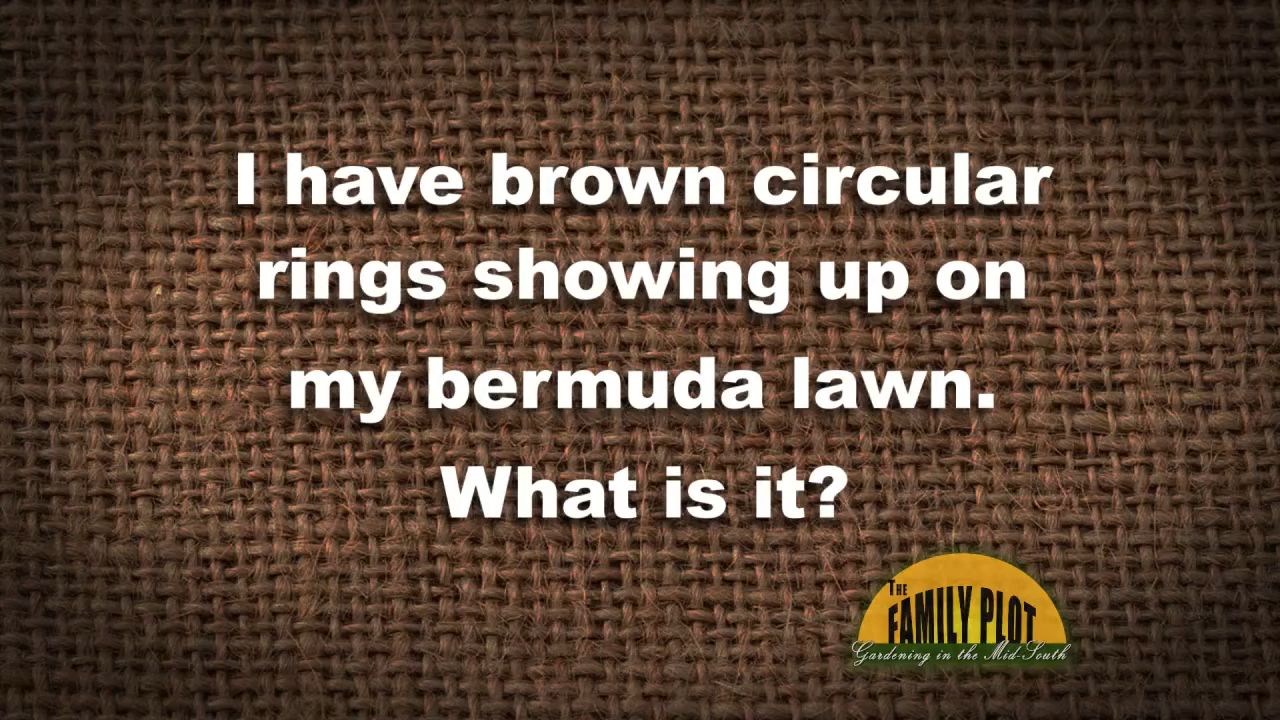 I have brown circular
rings showing up on
my bermuda lawn.
What is it?
THE
FAMILY PLOT
Gardening in the Mid-South